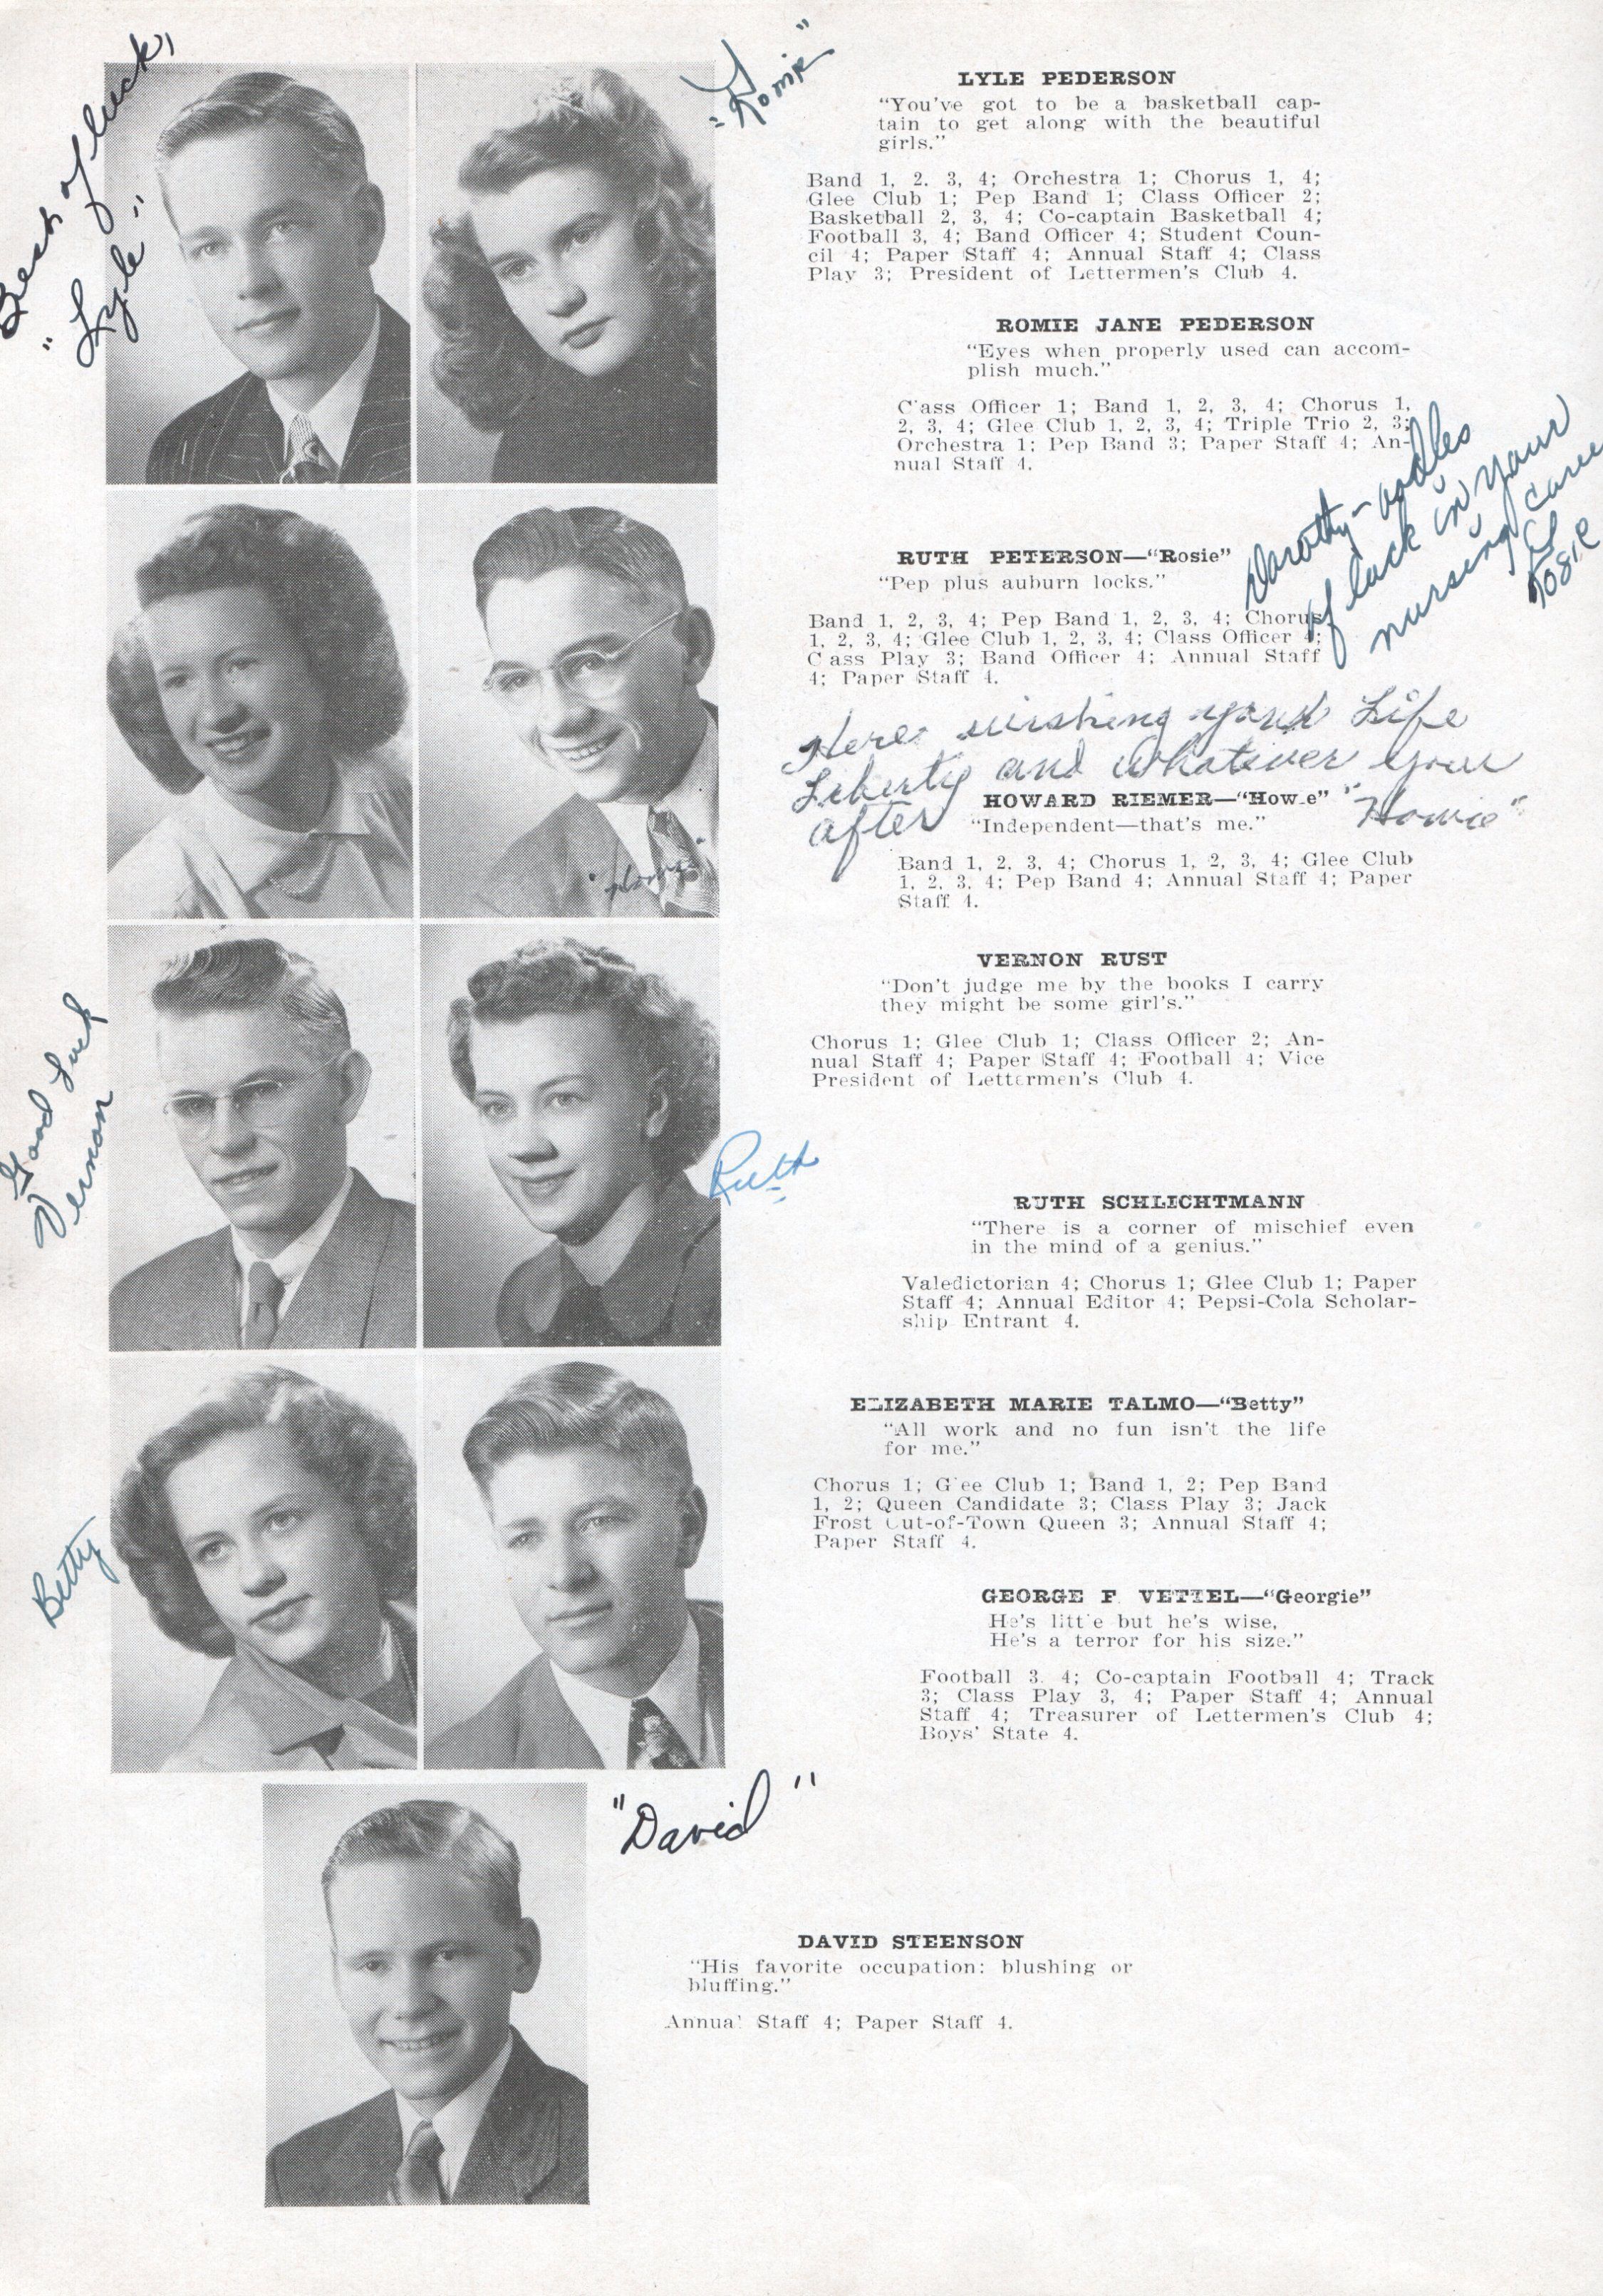 Best of luck,
"Lyle"
"Romie"
LYLE PEDERSON
"You've got to be a basketball cap-
tain to get along with the beautiful
girls."
Band 1, 2. 3, 4; Orchestra 1; Chorus 1, 4;
Glee Club 1; Pep Band 1; Class Officer 2;
Basketball 2, 3, 4; Co-captain Basketball 4;
Football 3, 4; Band Officer 4; Student Coun-
cil 4; Paper Staff 4; Annual Staff 4; Class
Play 3; President of Lettermen's Club 4.
ROMIE JANE PEDERSON
"Eyes when properly used can accom-
plish much."
C'ass Officer 1; Band 1, 2, 3, 4; Chorus 1,
2, 3, 4; Glee Club 1, 2, 3, 4; Triple Trio 2, 3;
Orchestra 1; Pep Band 3; Paper Staff 4; An-
nual Staff 4.
Dorothy - oodles
of luck in your
nursing career
Rosie
RUTH PETERSON—"Rosie"
"Pep plus auburn locks."
Band 1, 2, 3, 4; Pep Band 1, 2, 3, 4; Chorus
1, 2, 3, 4; Glee Club 1, 2, 3, 4; Class Officer 4;
C ass Play 3; Band Officer 4; Annual Staff
4; Paper Staff 4.
Heres wishing you Life
Liberty and whatever your
after "Howie"
HOWARD RIEMER—"How e"
"Independent—that's me."
"Howie"
Band 1, 2, 3, 4; Chorus 1, 2, 3, 4; Glee Club
1, 2, 3, 4; Pep Band 4; Annual Staff 4; Paper
Staff 4.
Good Luck
Vernon
VERNON RUST
"Don't judge me by the books I carry
they might be some girl's."
Chorus 1; Glee Club 1; Class Officer 2; An-
nual Staff 4; Paper Staff 4; Football 4; Vice
President of Lettermen's Club 4.
Ruth
RUTH SCHLICHTMANN
"There is a corner of mischief even
in the mind of a genius."
Valedictorian 4; Chorus 1; Glee Club 1; Paper
Staff 4; Annual Editor 4; Pepsi-Cola Scholar-
ship Entrant 4.
Betty
ELIZABETH MARIE TALMO—"Betty"
"All work and no fun isn't the life
for me."
Chorus 1; G'ee Club 1; Band 1, 2; Pep Band
1, 2; Queen Candidate 3; Class Play 3; Jack
Frost Out-of-Town Queen 3; Annual Staff 4;
Paper Staff 4.
GEORGE F VETTEL—"Georgie"
He's litt'e but he's wise,
He's a terror for his size."
Football 3. 4; Co-captain Football 4; Track
3; Class Play 3, 4; Paper Staff 4; Annual
Staff 4; Treasurer of Lettermen's Club 4;
Boys' State 4.
"David"
DAVID STEENSON
"His favorite occupation: blushing or
bluffing."
Annual Staff 4; Paper Staff 4.